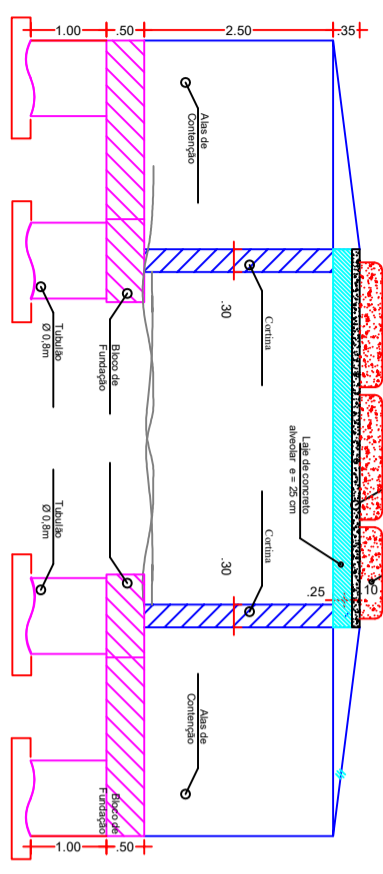 1.00
.50
2.50
.35
Alas de
Contenção
Tubulão
Ø 0,8m
Bloco de
Fundação
.30
Cortina
Laje de concreto
alveolar e = 25 cm
Tubulão
Ø 0,8m
.30
Cortina
.25
10
Alas de
Contenção
Bloco de
Fundação
1.00
.50